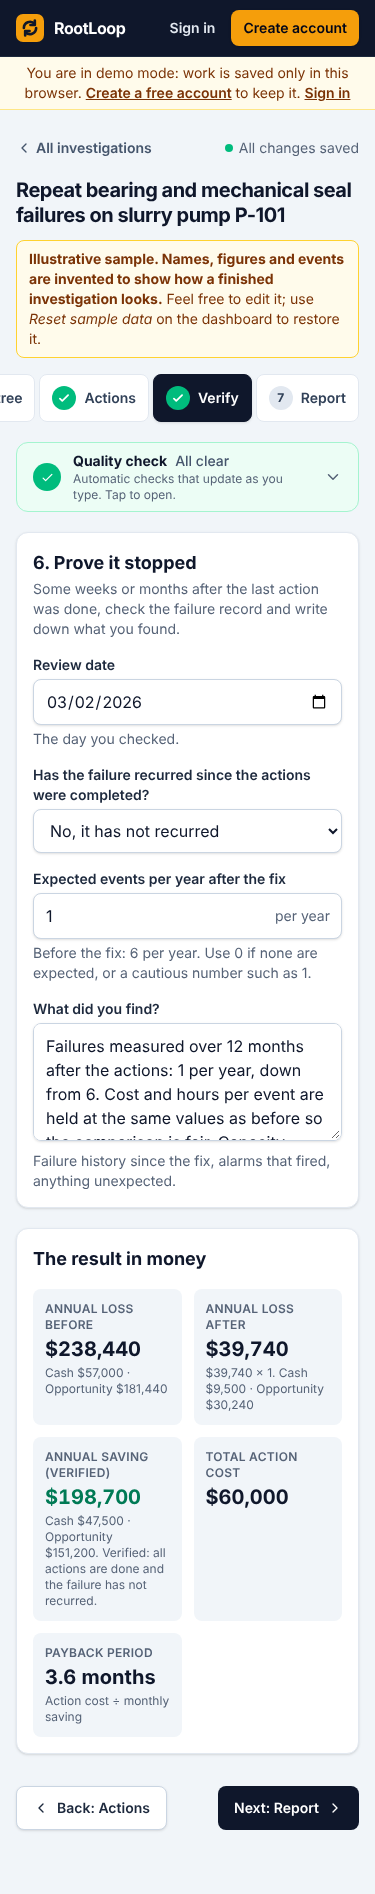 RootLoop
Sign in
Create account
You are in demo mode: work is saved only in this
browser. Create a free account to keep it. Sign in
All investigations
All changes saved
Repeat bearing and mechanical seal
failures on slurry pump P-101
Illustrative sample. Names, figures and events
are invented to show how a finished
investigation looks. Feel free to edit it; use
Reset sample data on the dashboard to restore
it.
Actions
Verify
7 Report
Quality check All clear
Automatic checks that update as you
type. Tap to open.
6. Prove it stopped
Some weeks or months after the last action
was done, check the failure record and write
down what you found.
Review date
03/02/2026
The day you checked.
Has the failure recurred since the actions
were completed?
No, it has not recurred
Expected events per year after the fix
1 per year
Before the fix: 6 per year. Use 0 if none are
expected, or a cautious number such as 1.
What did you find?
Failures measured over 12 months
after the actions: 1 per year, down
from 6. Cost and hours per event are
held at the same values as before so
the comparison is fair. Capacity
Failure history since the fix, alarms that fired,
anything unexpected.
The result in money
ANNUAL LOSS
BEFORE
$238,440
Cash $57,000 ·
Opportunity $181,440
ANNUAL LOSS
AFTER
$39,740
$39,740 × 1. Cash
$9,500 · Opportunity
$30,240
ANNUAL SAVING
(VERIFIED)
$198,700
Cash $47,500 ·
Opportunity
$151,200. Verified: all
actions are done and
the failure has not
recurred.
TOTAL ACTION
COST
$60,000
PAYBACK PERIOD
3.6 months
Action cost ÷ monthly
saving
Back: Actions
Next: Report